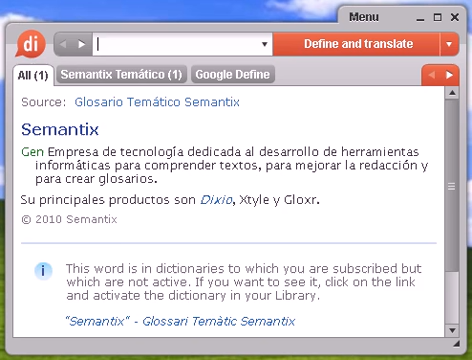 Menu
di
Define and translate
All (1)
Semantix Temático (1)
Google Define
Source: Glosario Temático Semantix
Semantix
Gen Empresa de tecnología dedicada al desarrollo de herramientas
informáticas para comprender textos, para mejorar la redacción y
para crear glosarios.
Su principales producto son Dixio, Xtyle y Gloxr.
© 2010 Semantix
i
This word is in dictionaries to which you are subscribed but
which are not active. If you want to see it, click on the link
and activate the dictionary in your Library.
"Semantix" - Glossari Temàtic Semantix